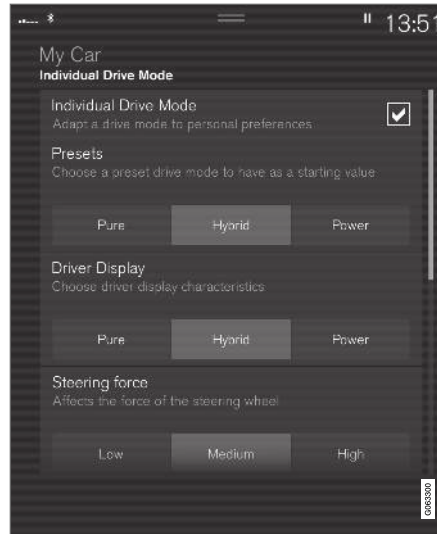 13:51
My Car
Individual Drive Mode
Individual Drive Mode
Adapt a drive mode to personal preferences
Presets
Choose a preset drive mode to have as a starting value
Pure Hybrid Power
Driver Display
Choose driver display characteristics
Pure Hybrid Power
Steering force
Affects the force of the steering wheel
Low Medium High
G063300